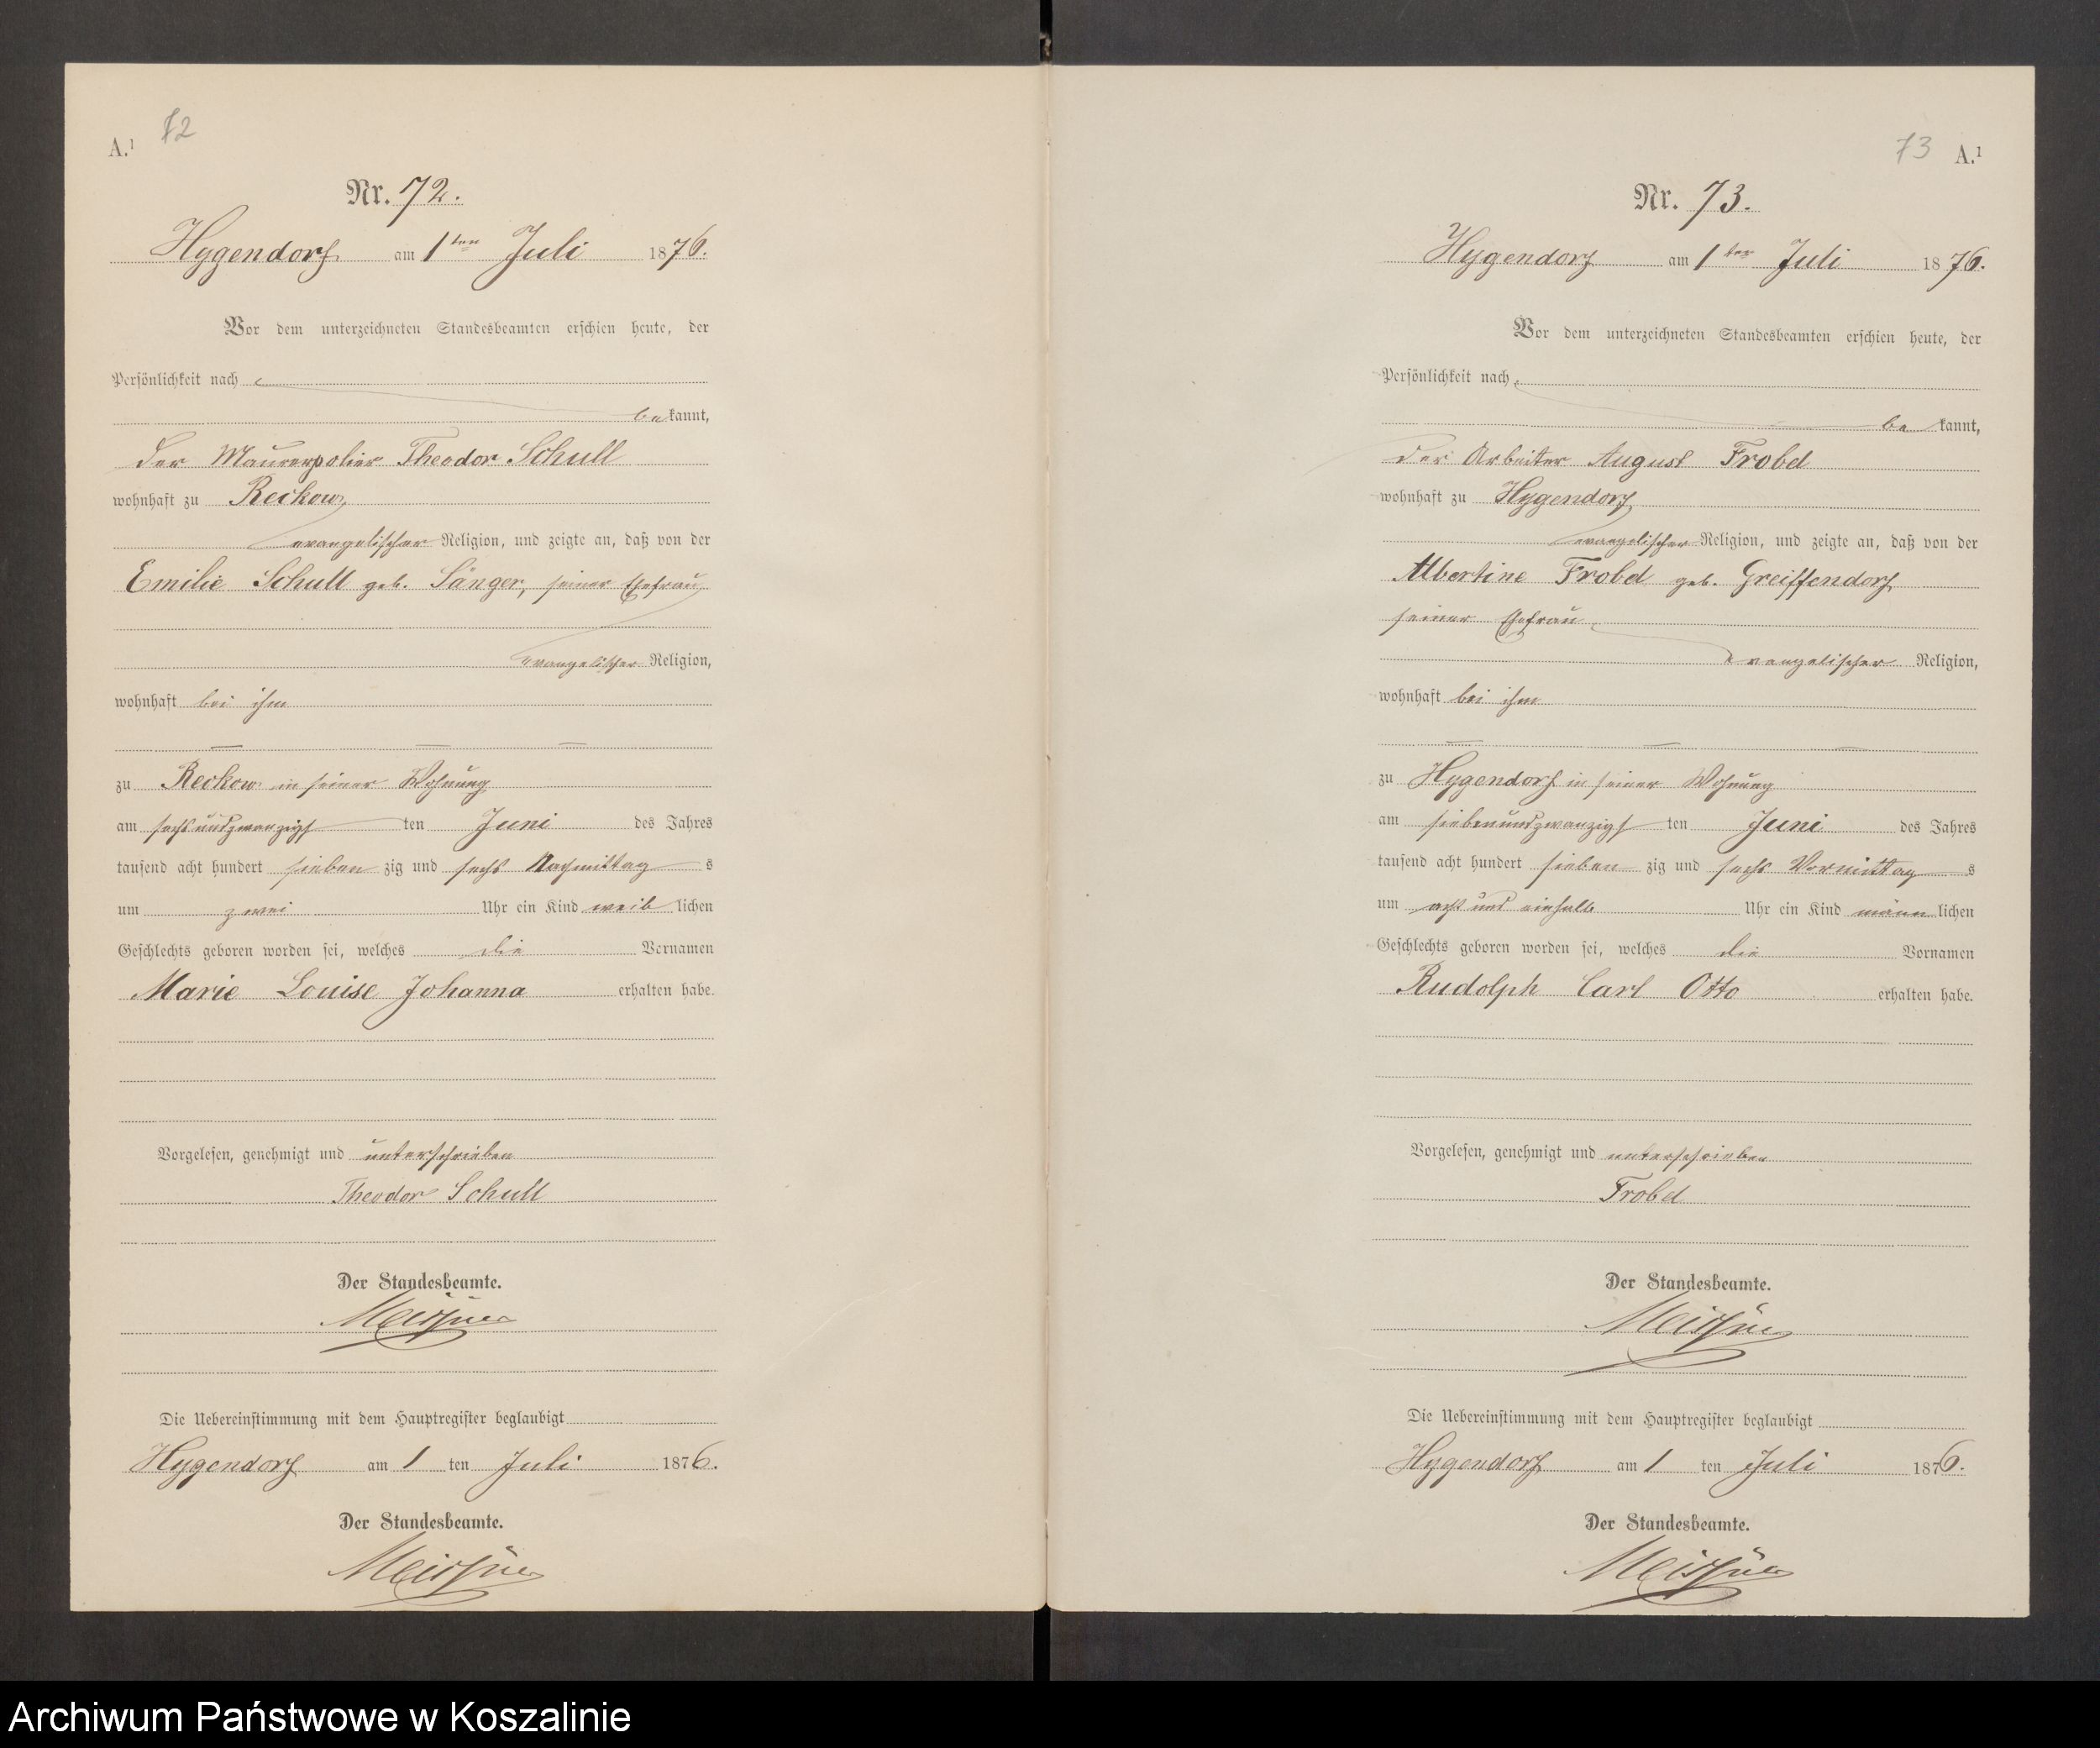 A.¹ 72
Nr. 72.
Hygendorf am 1ten Juli 1876.
Vor dem unterzeichneten Standesbeamten erschien heute, der
Persönlichkeit nach
bekannt,
der Maurerpolier Theodor Schull
wohnhaft zu Reckow
evangelischer Religion, und zeigte an, daß von der
Emilie Schull geb. Sänger, seiner Ehefrau
evangelischer Religion,
wohnhaft bei ihm
zu Reckow in seiner Wohnung
am sechsundzwanzigsten Juni des Jahres
tausend acht hundert siebenzig und sechs Nachmittags
um zwei Uhr ein Kind weiblichen
Geschlechts geboren worden sei, welches die Vornamen
Marie Louise Johanna erhalten habe.
Vorgelesen, genehmigt und unterschrieben
Theodor Schull
Der Standesbeamte.
Die Uebereinstimmung mit dem Hauptregister beglaubigt
Hygendorf am 1 ten Juli 1876.
Der Standesbeamte.
73 A.¹
Nr. 73.
Hygendorf am 1ten Juli 1876.
Vor dem unterzeichneten Standesbeamten erschien heute, der
Persönlichkeit nach
bekannt,
der Arbeiter August Frobel
wohnhaft zu Hygendorf
evangelischer Religion, und zeigte an, daß von der
Albertine Frobel geb. Greiffendorf
seiner Ehefrau
evangelischer Religion,
wohnhaft bei ihm
zu Hygendorf in seiner Wohnung
am siebenundzwanzigsten Juni des Jahres
tausend acht hundert siebenzig und sechs Vormittags
um acht und einhalb Uhr ein Kind männlichen
Geschlechts geboren worden sei, welches die Vornamen
Rudolph Carl Otto erhalten habe.
Vorgelesen, genehmigt und unterschrieben
Frobel
Der Standesbeamte.
Die Uebereinstimmung mit dem Hauptregister beglaubigt
Hygendorf am 1 ten Juli 1876.
Der Standesbeamte.
Archiwum Państwowe w Koszalinie